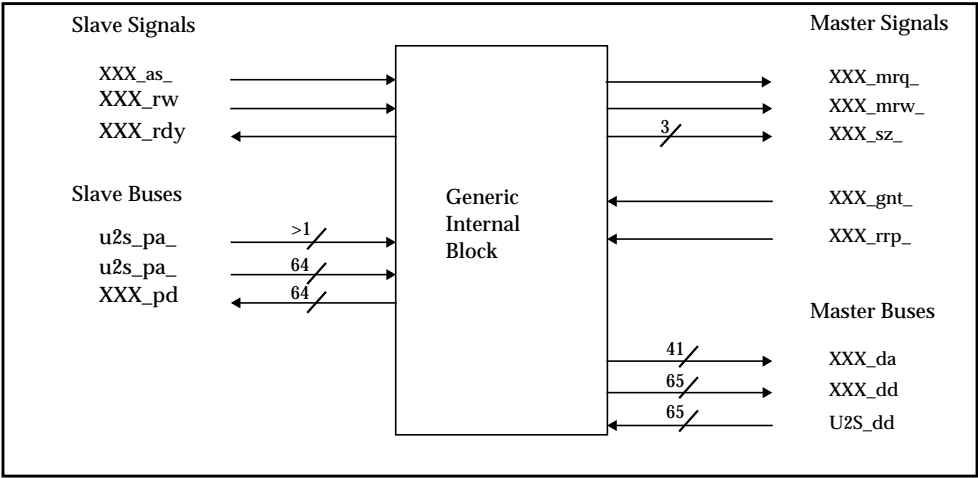 Slave Signals
XXX_as_
XXX_rw
XXX_rdy
Slave Buses
u2s_pa_
>1
u2s_pa_
64
XXX_pd
64
Generic
Internal
Block
Master Signals
XXX_mrq_
XXX_mrw_
3
XXX_sz_
XXX_gnt_
XXX_rrp_
Master Buses
41
XXX_da
65
XXX_dd
65
U2S_dd